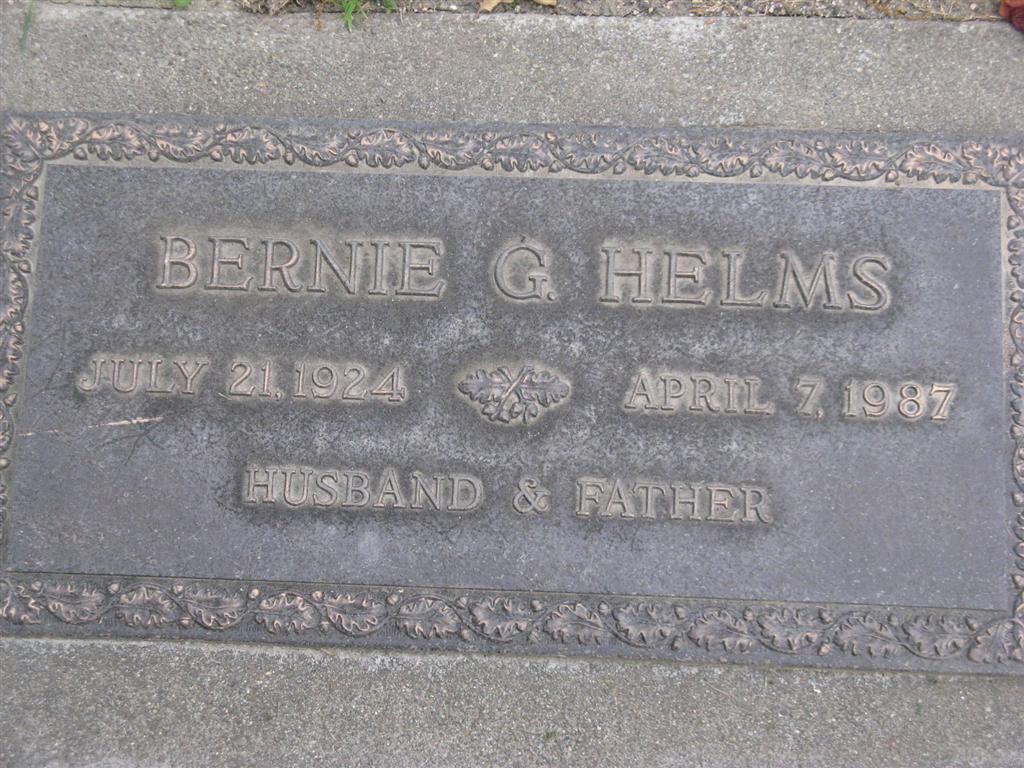 BERNIE G. HELMS
JULY 21, 1924 APRIL 7, 1987
HUSBAND & FATHER